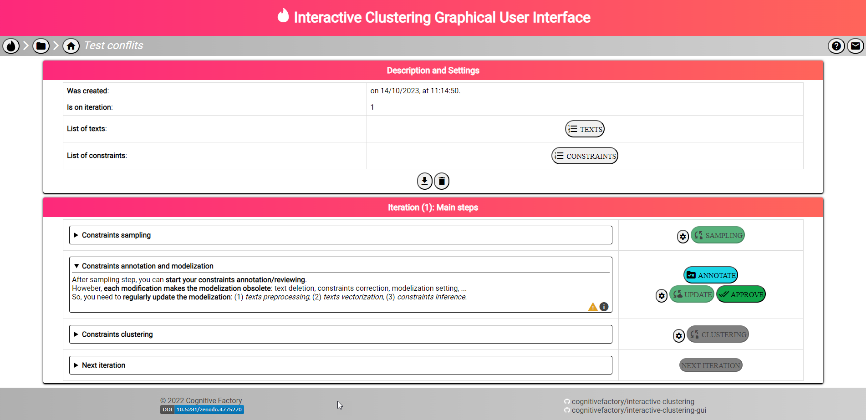 Interactive Clustering Graphical User Interface
Test conflits
Description and Settings
Was created: on 14/10/2023, at 11:14:50.
Is on iteration: 1
List of texts: TEXTS
List of constraints: CONSTRAINTS
Iteration (1): Main steps
Constraints sampling
SAMPLING
Constraints annotation and modelization
After sampling step, you can start your constraints annotation/reviewing.
However, each modification makes the modelization obsolete: text deletion, constraints correction, modelization setting, ...
So, you need to regularly update the modelization: (1) texts preprocessing, (2) texts vectorization, (3) constraints inference.
ANNOTATE
UPDATE APPROVE
Constraints clustering
CLUSTERING
Next iteration
NEXT ITERATION
© 2022 Cognitive Factory
DOI 10.5281/zenodo.4775270
cognitivefactory/interactive-clustering
cognitivefactory/interactive-clustering-gui